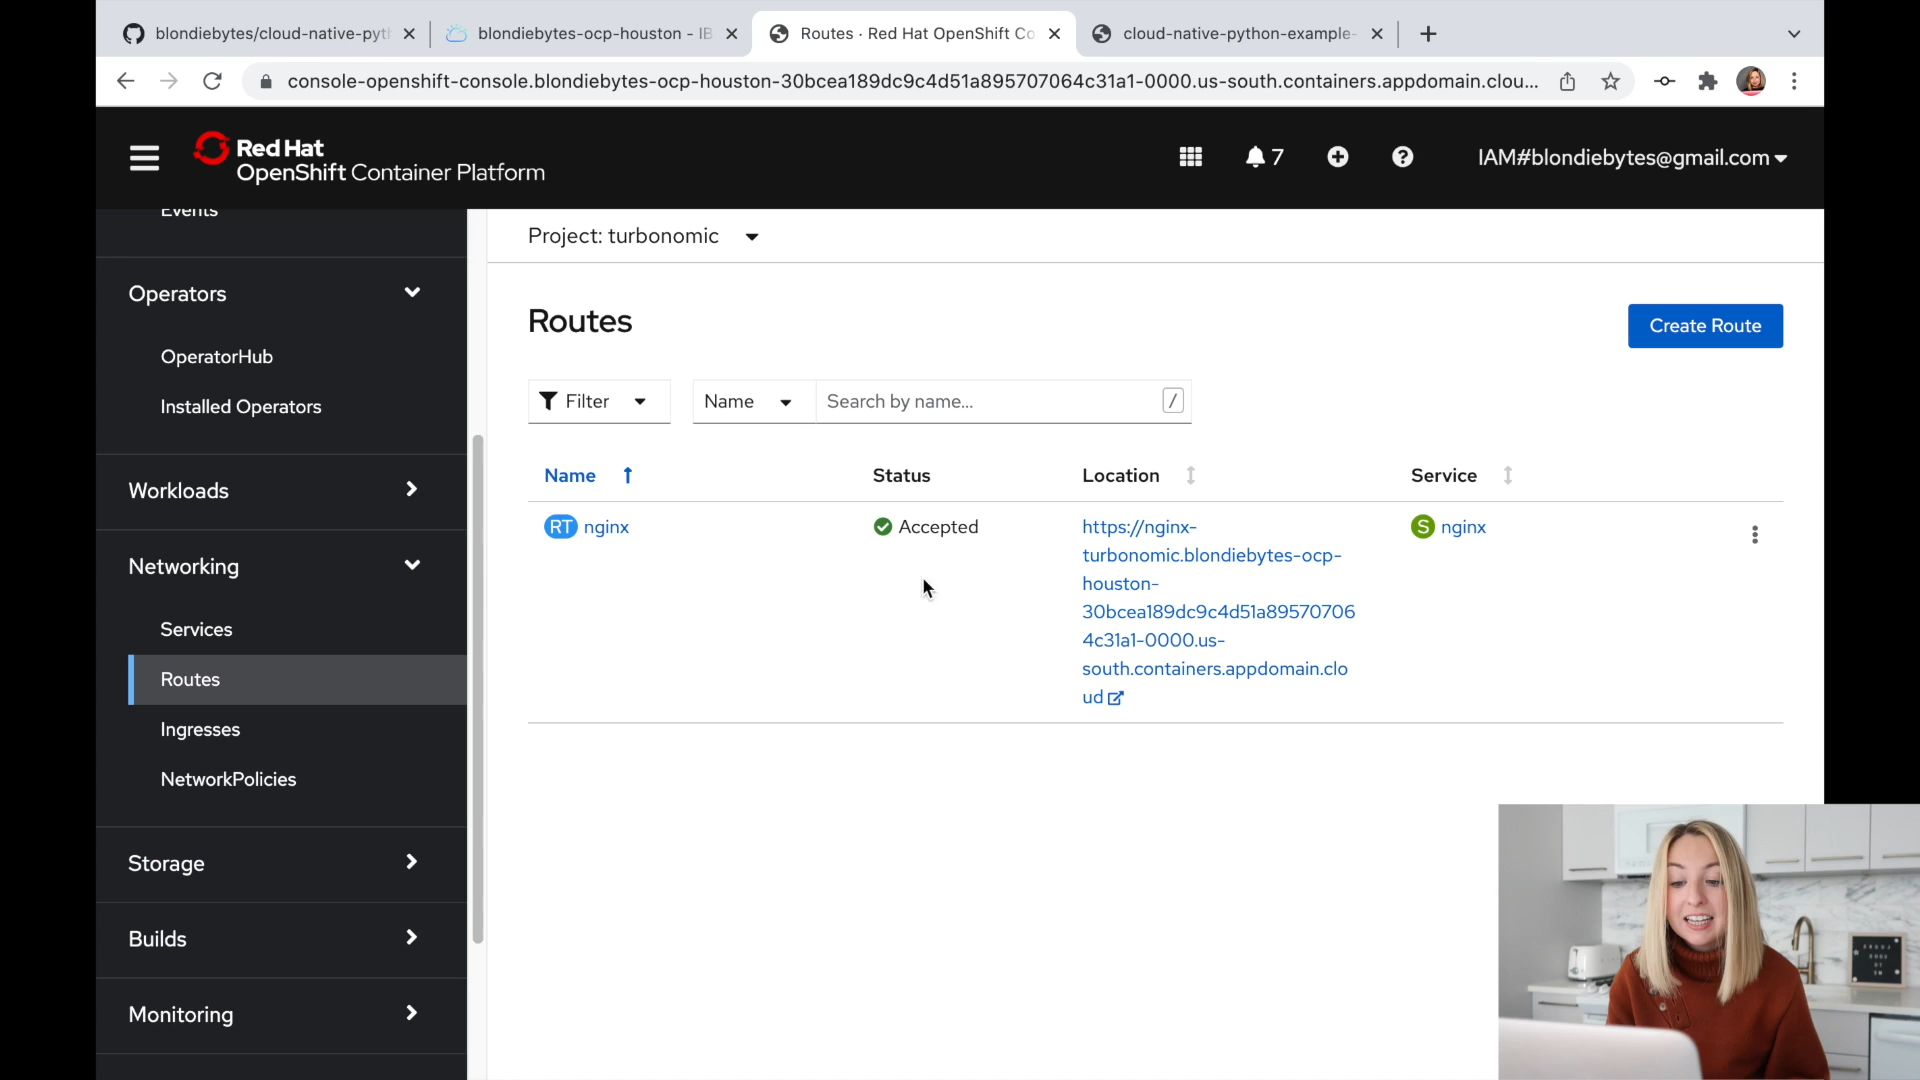 blondiebytes/cloud-native-pyth
blondiebytes-ocp-houston - IB
Routes · Red Hat OpenShift Co
cloud-native-python-example-
console-openshift-console.blondiebytes-ocp-houston-30bcea189dc9c4d51a895707064c31a1-0000.us-south.containers.appdomain.clou...
Red Hat
OpenShift Container Platform
7
IAM#blondiebytes@gmail.com
Events
Project: turbonomic
Operators
OperatorHub
Installed Operators
Workloads
Networking
Services
Routes
Ingresses
NetworkPolicies
Storage
Builds
Monitoring
Routes
Create Route
Filter
Name
Search by name...
/
Name
Status
Location
Service
RT nginx
Accepted
https://nginx-
turbonomic.blondiebytes-ocp-
houston-
30bcea189dc9c4d51a89570706
4c31a1-0000.us-
south.containers.appdomain.clo
ud
S nginx